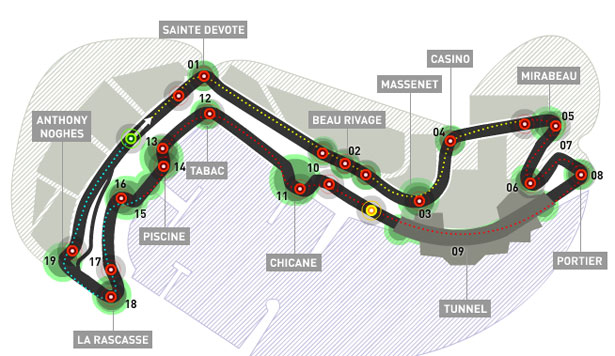 SAINTE DEVOTE
01
12
CASINO
MIRABEAU
MASSENET
BEAU RIVAGE
ANTHONY
NOGHES
04
05
07
02
13
14
TABAC
10
11
06
08
16
15
03
PISCINE
CHICANE
09
19
17
18
PORTIER
TUNNEL
LA RASCASSE